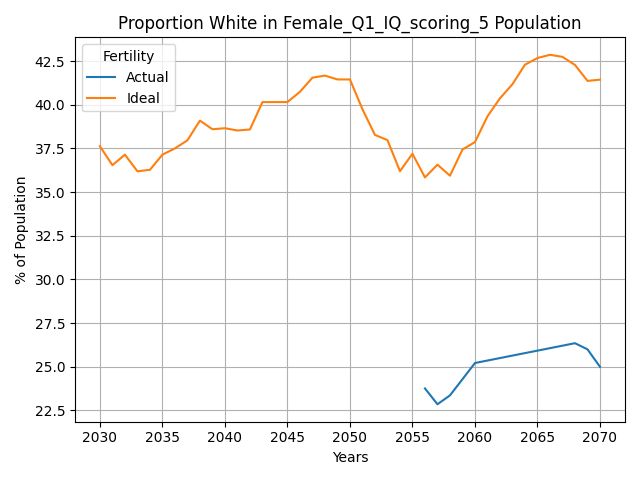 Proportion White in Female_Q1_IQ_scoring_5 Population
Fertility
Actual
Ideal
% of Population
42.5
40.0
37.5
35.0
32.5
30.0
27.5
25.0
22.5
2030 2035 2040 2045 2050 2055 2060 2065 2070
Years